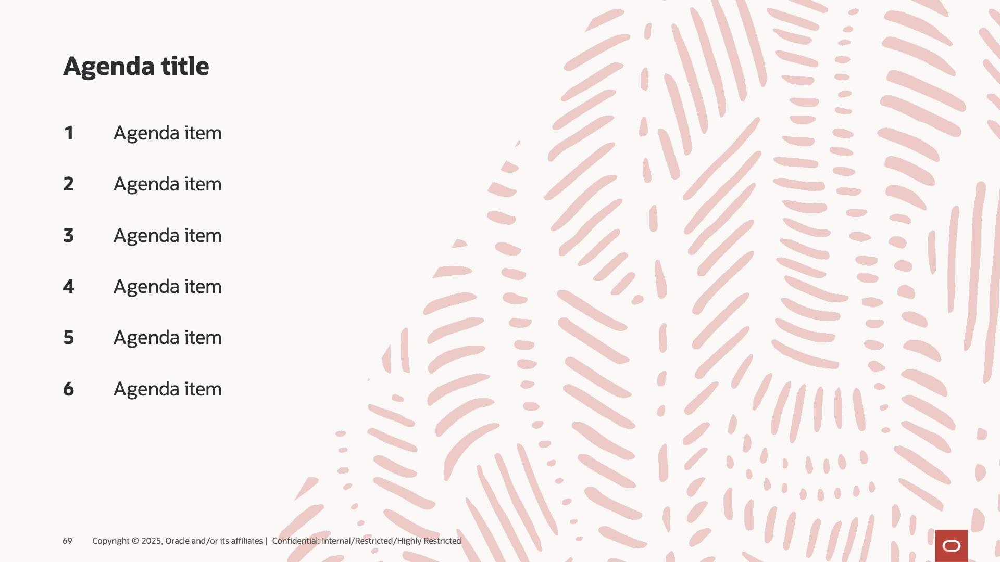 Agenda title
1 Agenda item
2 Agenda item
3 Agenda item
4 Agenda item
5 Agenda item
6 Agenda item
69 Copyright © 2025, Oracle and/or its affiliates | Confidential: Internal/Restricted/Highly Restricted